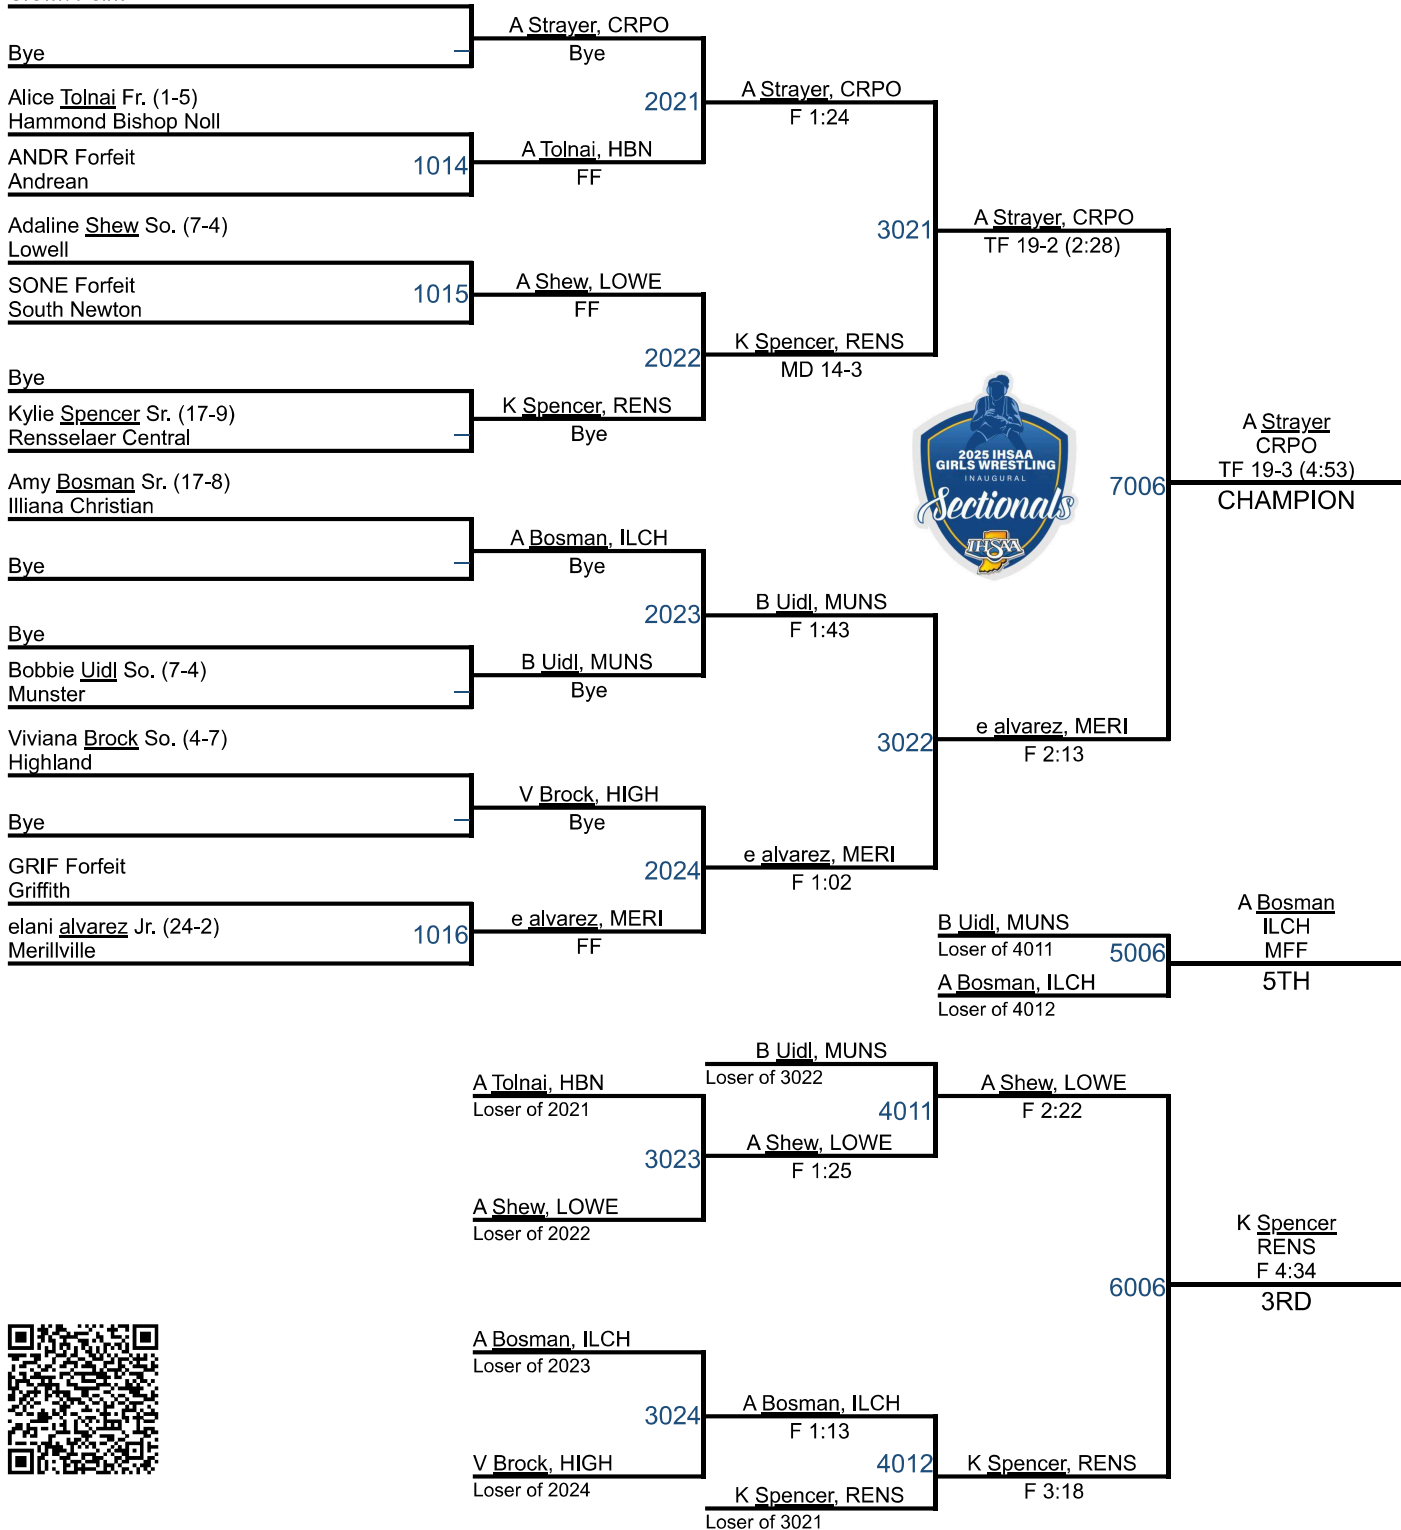 Bye
Alice Tolnai Fr. (1-5)
Hammond Bishop Noll
ANDR Forfeit
Andrean
1014
Adaline Shew So. (7-4)
Lowell
SONE Forfeit
South Newton
1015
Bye
Kylie Spencer Sr. (17-9)
Rensselaer Central
Amy Bosman Sr. (17-8)
Illiana Christian
Bye
Bye
Bobbie Uidl So. (7-4)
Munster
Viviana Brock So. (4-7)
Highland
Bye
GRIF Forfeit
Griffith
elani alvarez Jr. (24-2)
Merillville
1016
A Strayer, CRPO
Bye
2021
A Tolnai, HBN
FF
A Shew, LOWE
FF
2022
K Spencer, RENS
Bye
A Bosman, ILCH
Bye
2023
B Uidl, MUNS
Bye
V Brock, HIGH
Bye
2024
e alvarez, MERI
FF
A Strayer, CRPO
F 1:24
3021
K Spencer, RENS
MD 14-3
B Uidl, MUNS
F 1:43
3022
e alvarez, MERI
F 1:02
A Strayer, CRPO
TF 19-2 (2:28)
2025 IHSAA
GIRLS WRESTLING
INAUGURAL
Sectionals
IHSAA
7006
e alvarez, MERI
F 2:13
A Strayer
CRPO
TF 19-3 (4:53)
CHAMPION
B Uidl, MUNS
Loser of 4011
5006
A Bosman, ILCH
Loser of 4012
A Bosman
ILCH
MFF
5TH
A Tolnai, HBN
Loser of 2021
3023
A Shew, LOWE
Loser of 2022
B Uidl, MUNS
Loser of 3022
4011
A Shew, LOWE
F 1:25
A Shew, LOWE
F 2:22
6006
K Spencer
RENS
F 4:34
3RD
A Bosman, ILCH
Loser of 2023
3024
V Brock, HIGH
Loser of 2024
A Bosman, ILCH
F 1:13
4012
K Spencer, RENS
Loser of 3021
K Spencer, RENS
F 3:18